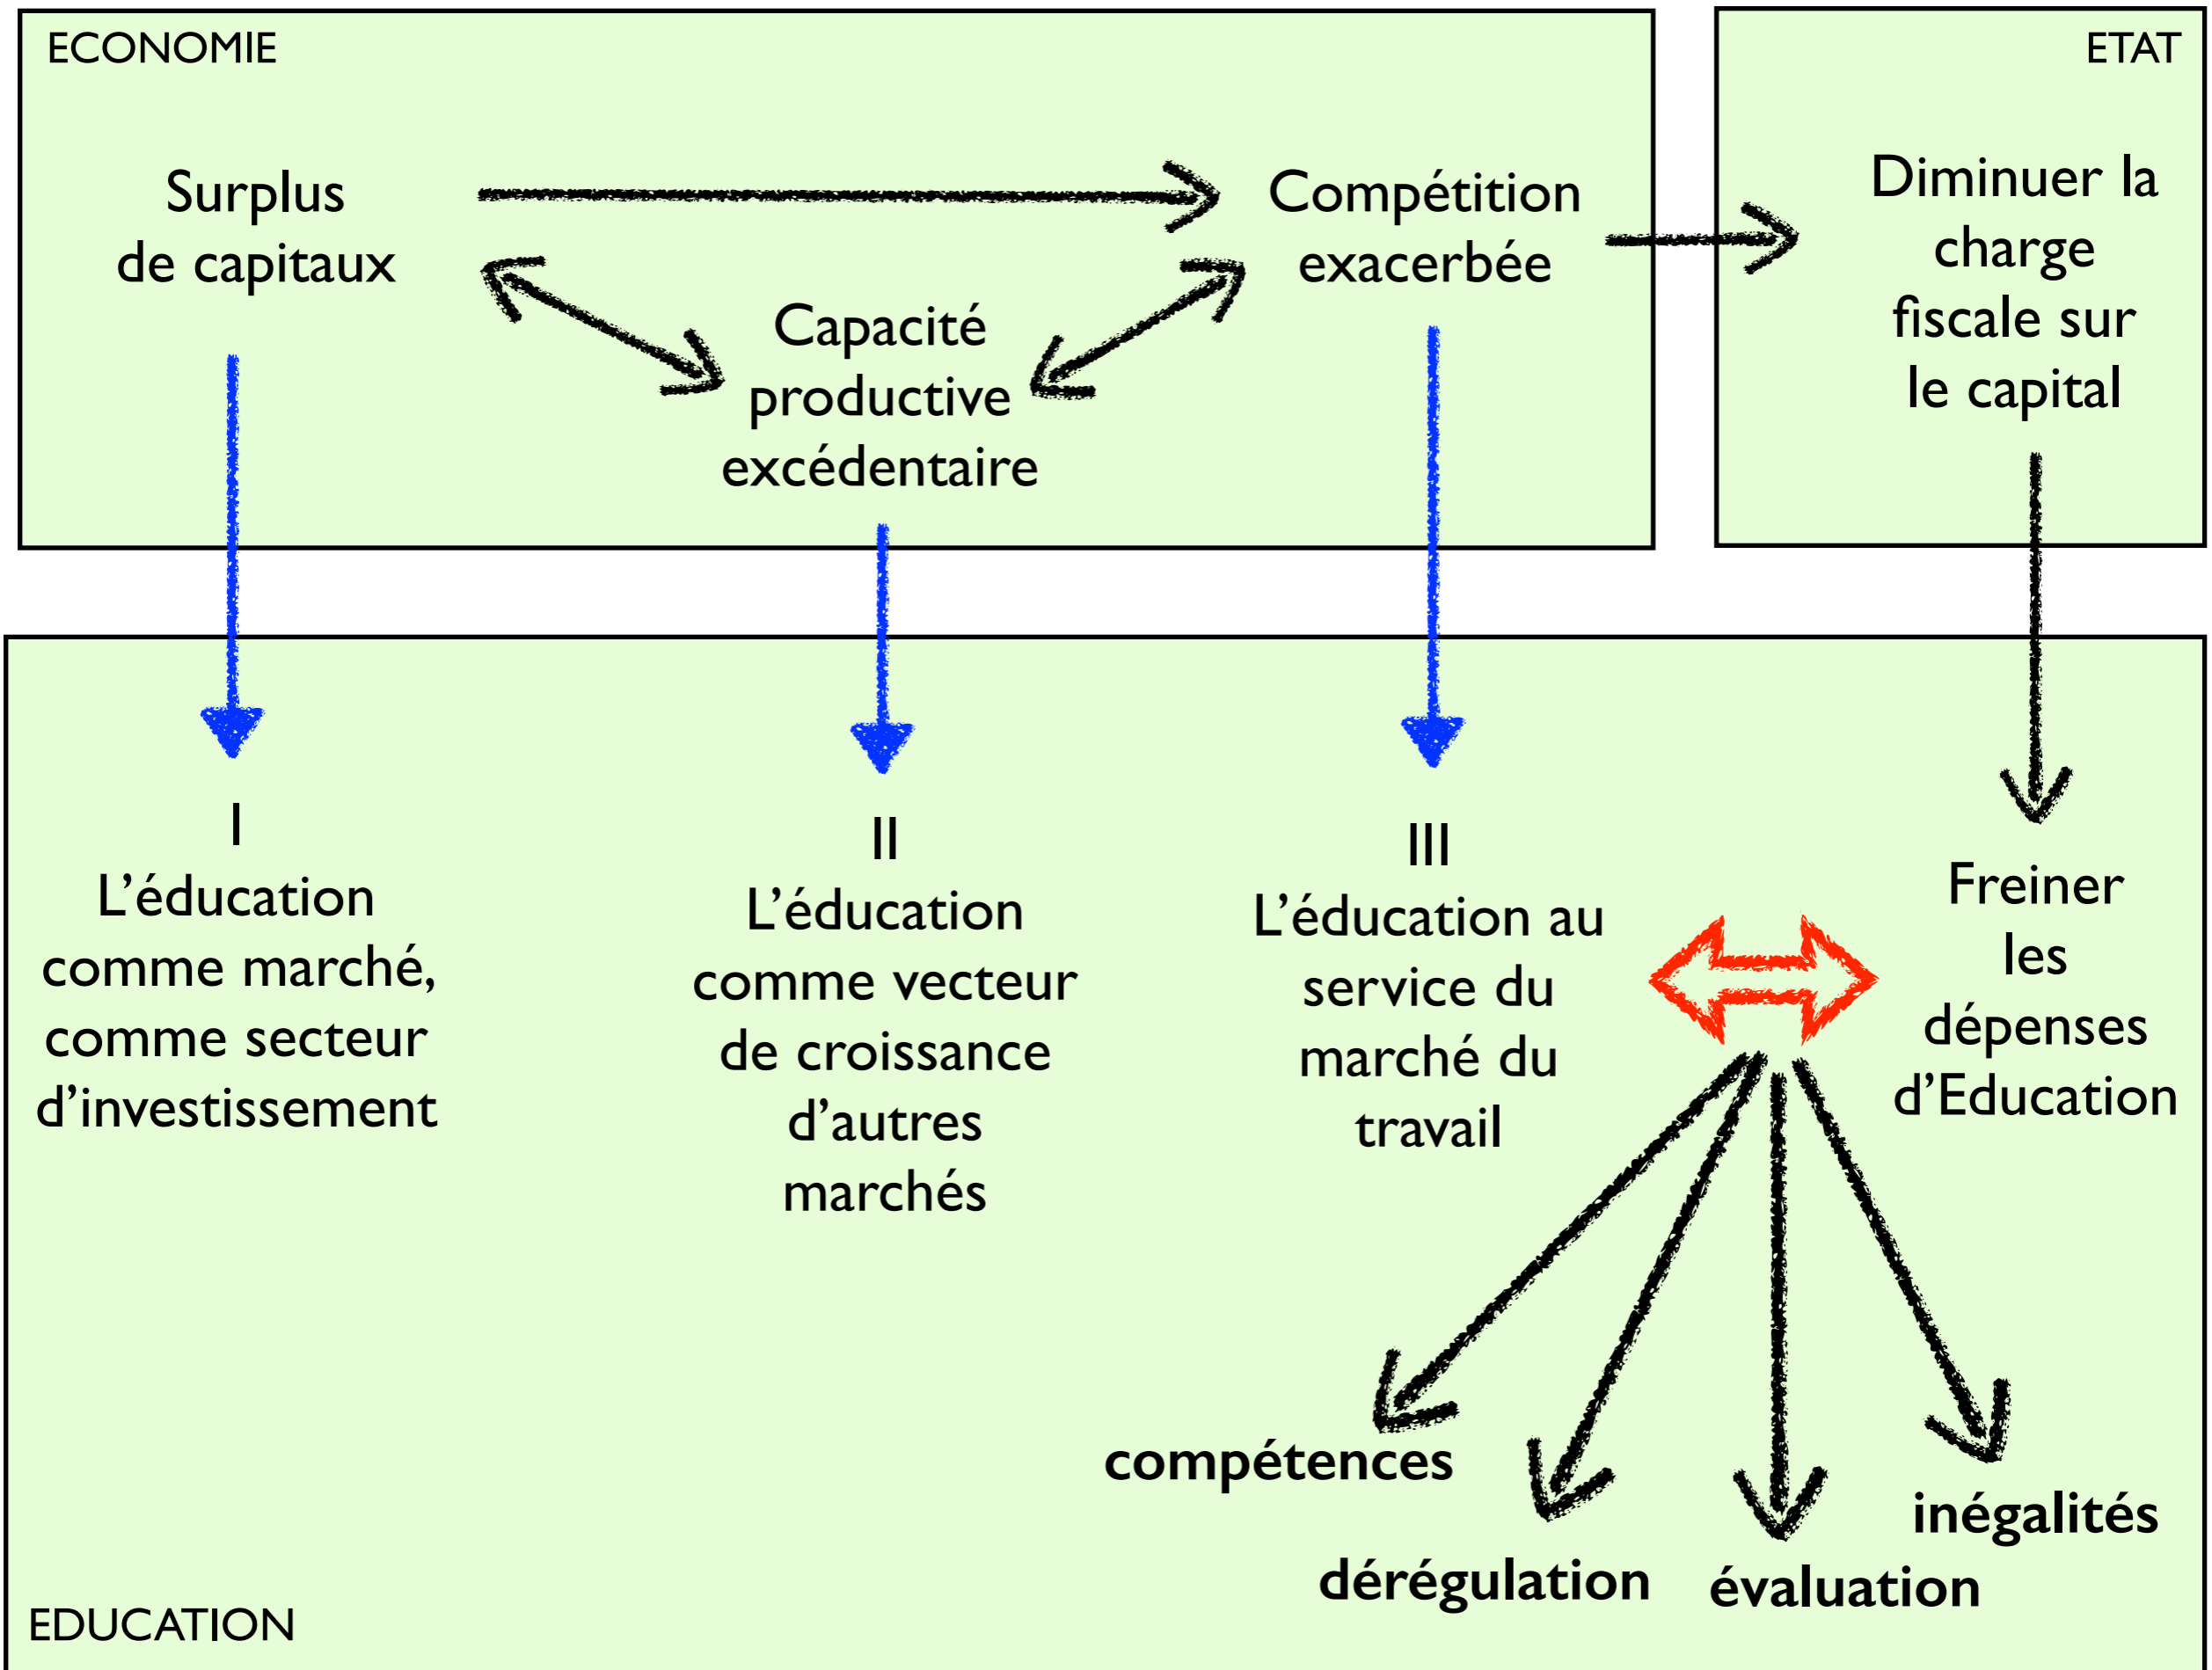 ECONOMIE
ETAT
Surplus
de capitaux
Capacité
productive
excédentaire
Compétition
exacerbée
Diminuer la
charge
fiscale sur
le capital
I
L’éducation
comme marché,
comme secteur
d’investissement
II
L’éducation
comme vecteur
de croissance
d’autres
marchés
III
L’éducation au
service du
marché du
travail
Freiner
les
dépenses
d’Education
compétences
dérégulation
évaluation
inégalités
EDUCATION